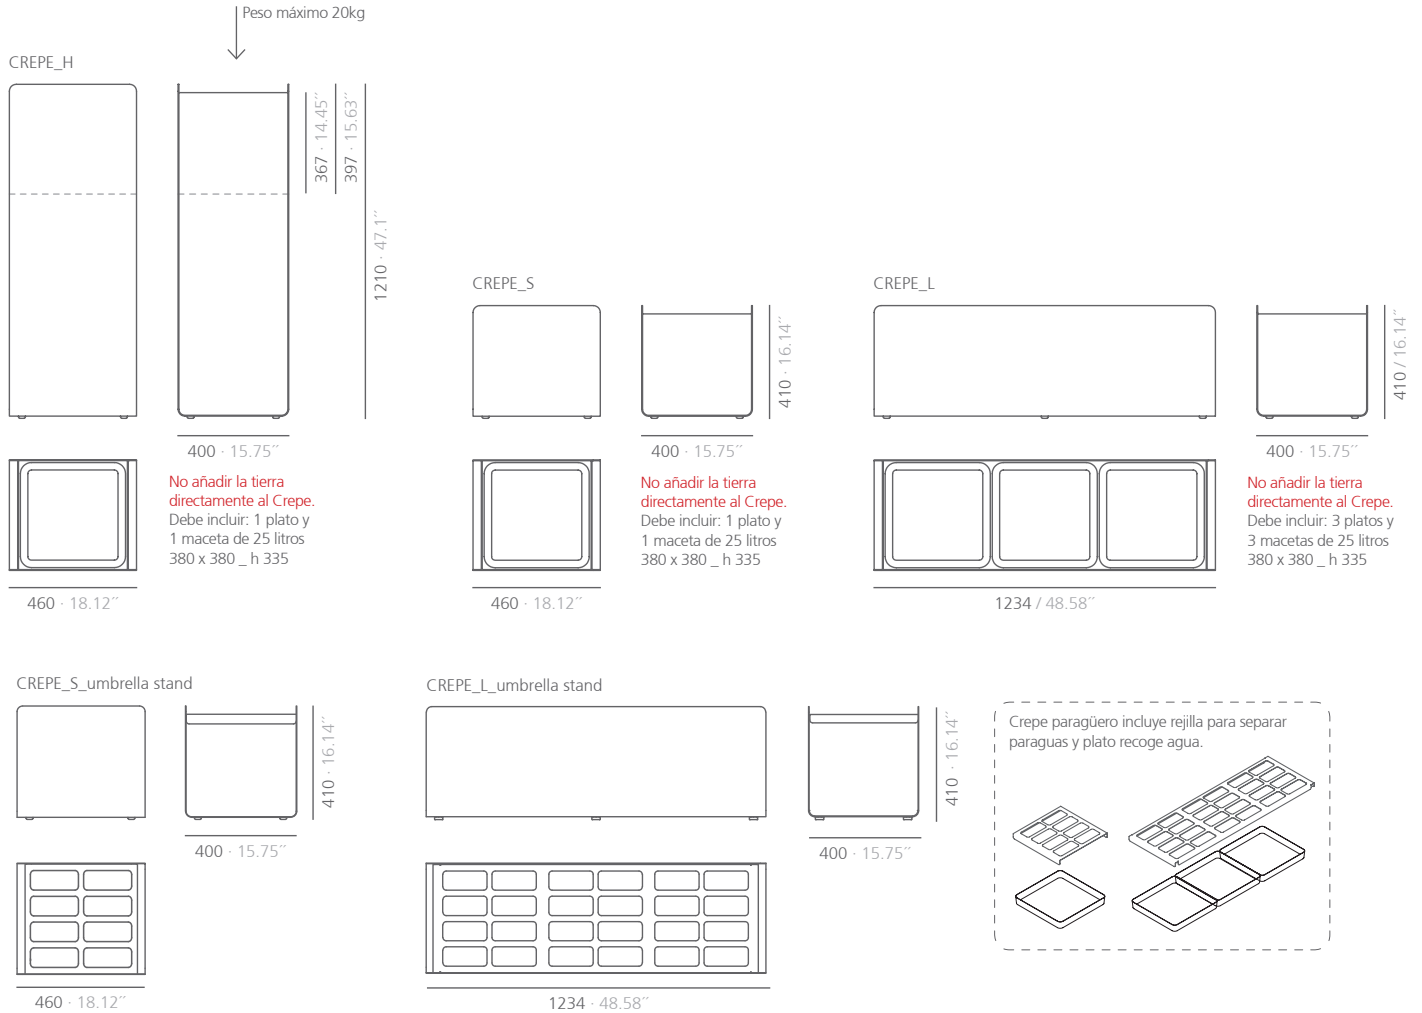 Peso máximo 20kg
CREPE_H
367 · 14.45´´
397 · 15.63´´
1210 · 47.1´´
400 · 15.75´´
No añadir la tierra
directamente al Crepe.
Debe incluir: 1 plato y
1 maceta de 25 litros
380 x 380 _ h 335
460 · 18.12´´
CREPE_S
410 · 16.14´´
400 · 15.75´´
No añadir la tierra
directamente al Crepe.
Debe incluir: 1 plato y
1 maceta de 25 litros
380 x 380 _ h 335
460 · 18.12´´
CREPE_L
410 / 16.14´´
400 · 15.75´´
No añadir la tierra
directamente al Crepe.
Debe incluir: 3 platos y
3 macetas de 25 litros
380 x 380 _ h 335
1234 / 48.58´´
CREPE_S_umbrella stand
410 · 16.14´´
400 · 15.75´´
460 · 18.12´´
CREPE_L_umbrella stand
410 · 16.14´´
400 · 15.75´´
1234 · 48.58´´
Crepe paragüero incluye rejilla para separar
paraguas y plato recoge agua.